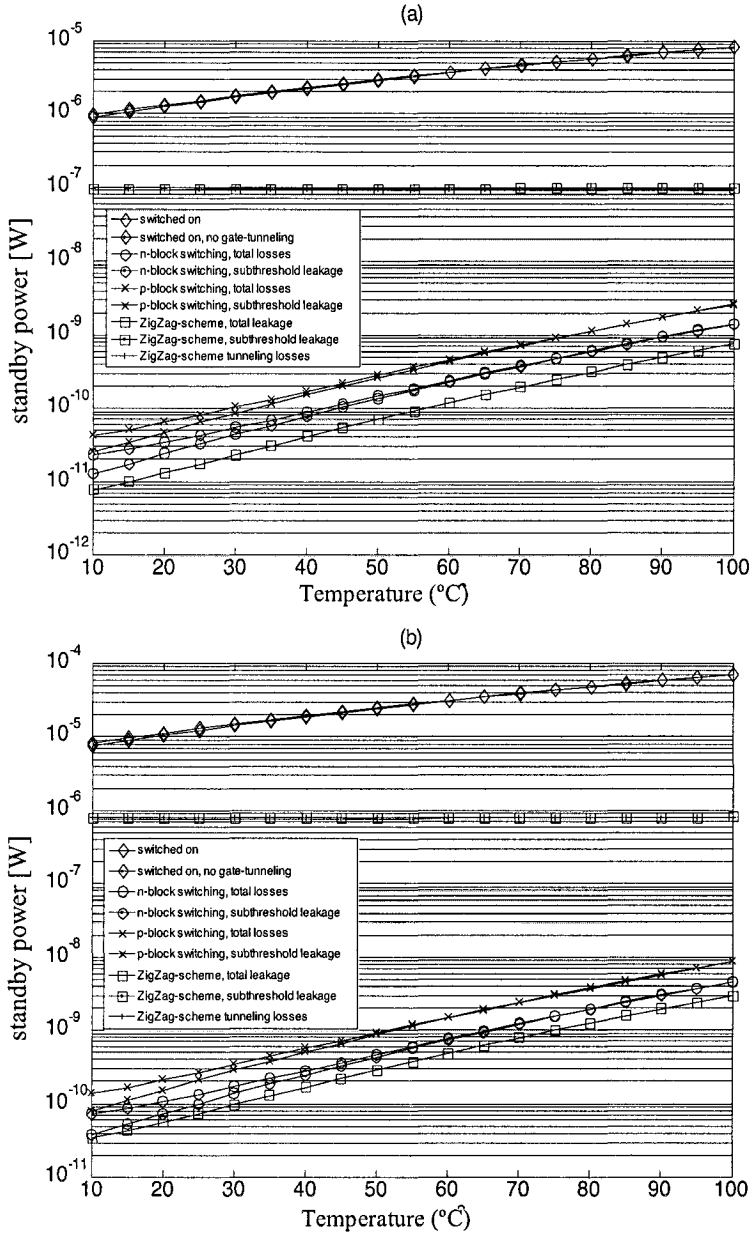 (a)
10-5
10-6
10-7
10-8
10-9
10-10
10-11
10-12
standby power [W]
switched on
switched on, no gate-tunneling
n-block switching, total losses
n-block switching, subthreshold leakage
p-block switching, total losses
p-block switching, subthreshold leakage
ZigZag-scheme, total leakage
ZigZag-scheme, subthreshold leakage
ZigZag-scheme tunneling losses
10 20 30 40 50 60 70 80 90 100
Temperature (°C)
(b)
10-4
10-5
10-6
10-7
10-8
10-9
10-10
10-11
standby power [W]
switched on
switched on, no gate-tunneling
n-block switching, total losses
n-block switching, subthreshold leakage
p-block switching, total losses
p-block switching, subthreshold leakage
ZigZag-scheme, total leakage
ZigZag-scheme, subthreshold leakage
ZigZag-scheme tunneling losses
10 20 30 40 50 60 70 80 90 100
Temperature (°C)